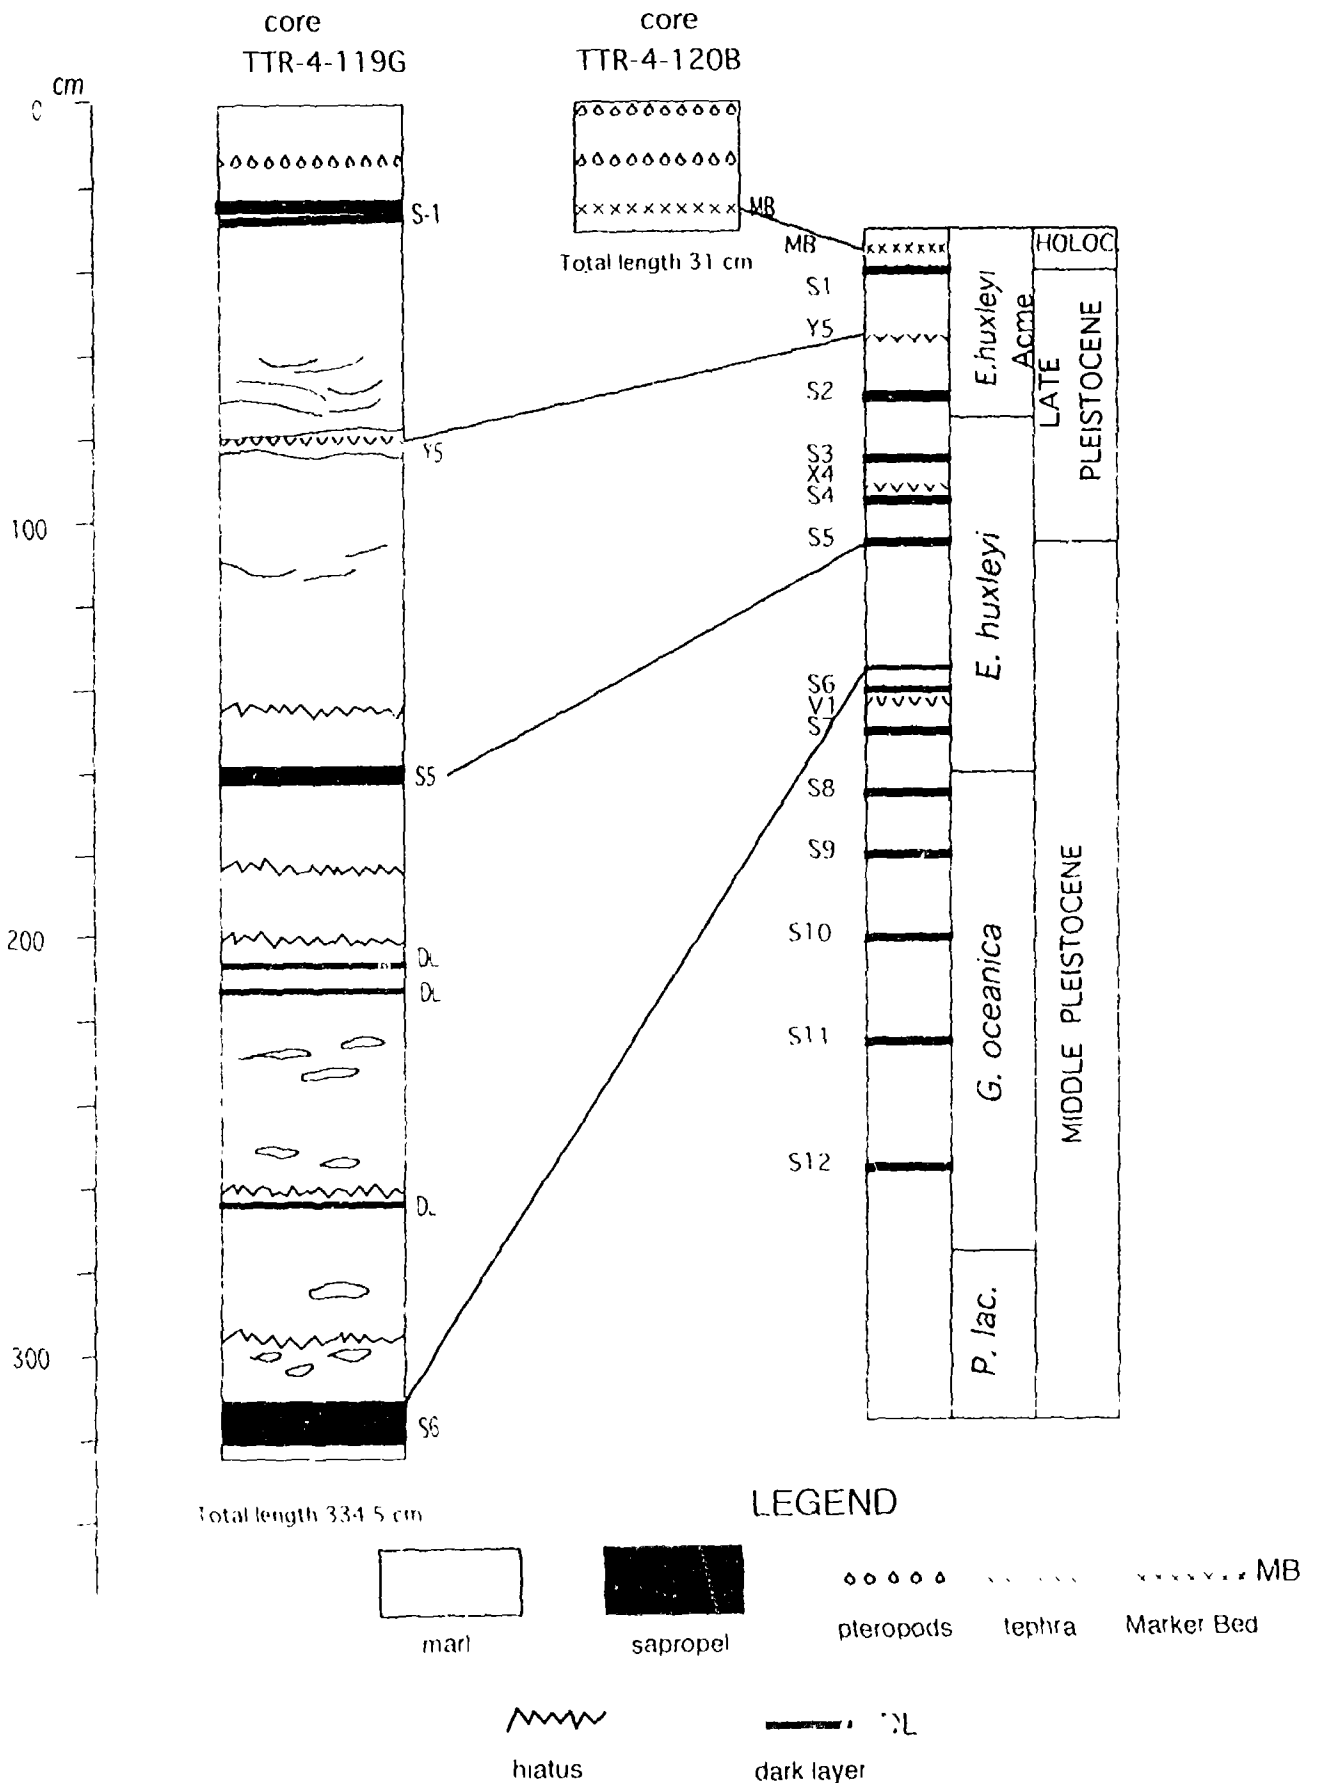 core
TTR-4-119G
core
TTR-4-120B
cm
0
100
200
300
S-1
Y5
S5
DL
DL
DL
S6
Total length 334.5 cm
MB
Total length 31 cm
MB
S1
Y5
S2
S3
X4
S4
S5
S6
V1
S7
S8
S9
S10
S11
S12
E.huxleyi
Acme
E. huxleyi
G. oceanica
P. lac.
HOLOC
LATE
PLEISTOCENE
MIDDLE PLEISTOCENE
LEGEND
marl
sapropel
pteropods
tephra
MB
Marker Bed
hiatus
DL
dark layer